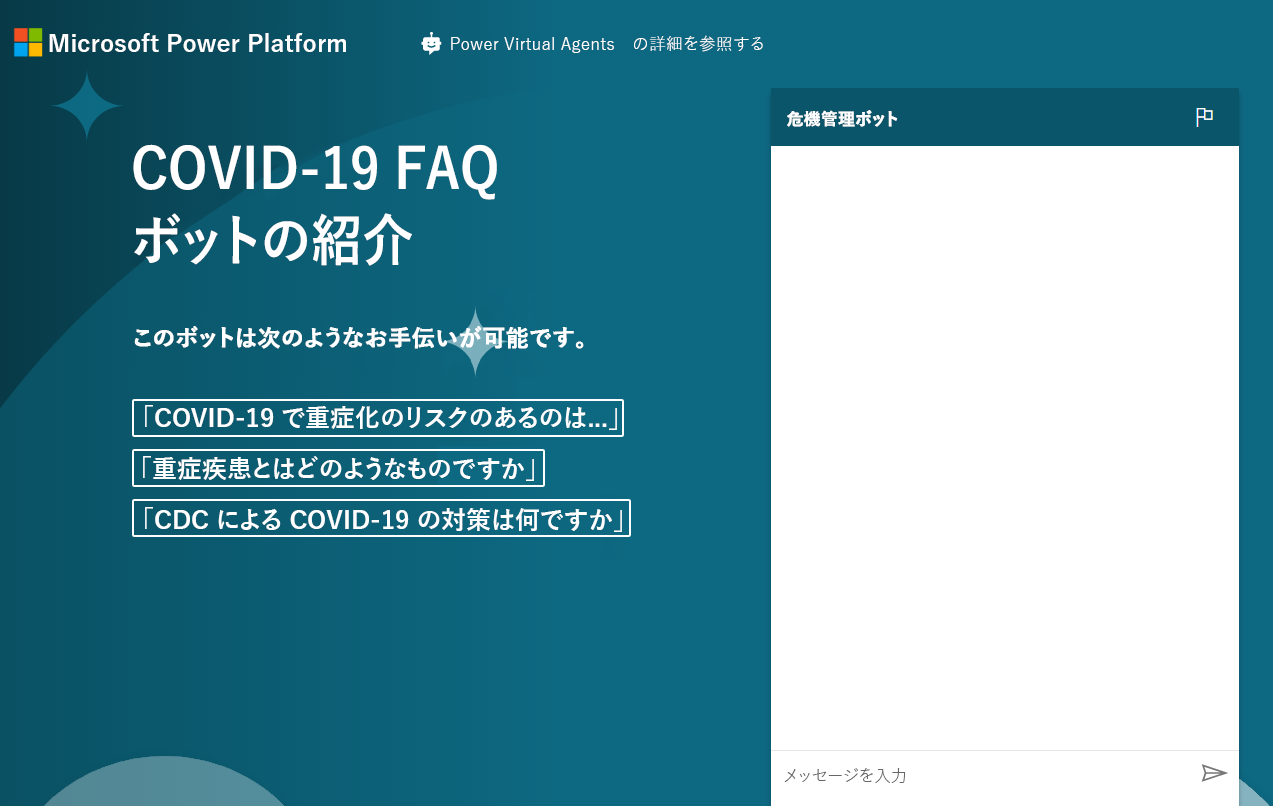 Microsoft Power Platform
Power Virtual Agents の詳細を参照する
COVID-19 FAQ
ボットの紹介
このボットは次のようなお手伝いが可能です。
「COVID-19 で重症化のリスクのあるのは...」
「重症疾患とはどのようなものですか」
「CDC による COVID-19 の対策は何ですか」
危機管理ボット
メッセージを入力